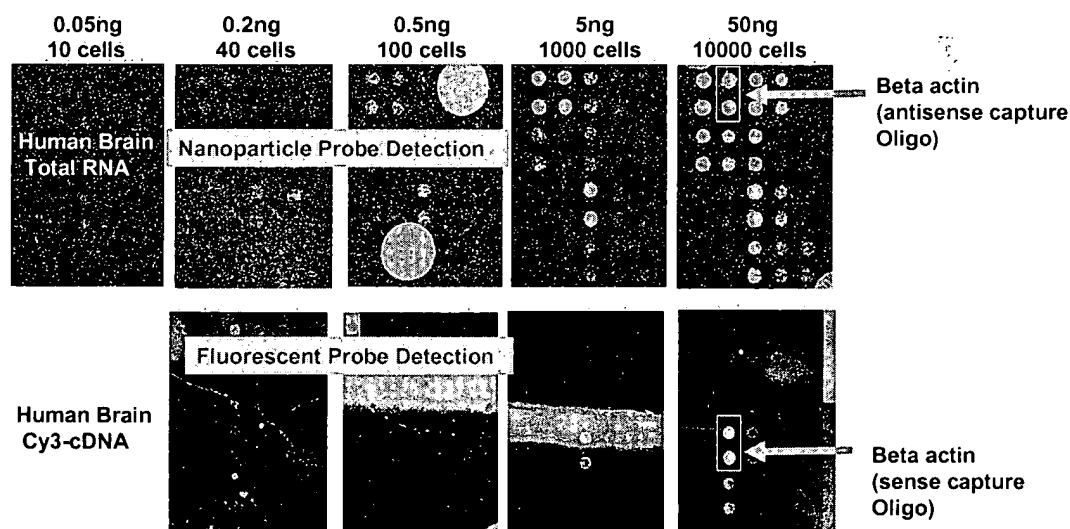 0.05ng 0.2ng 0.5ng 5ng 50ng
10 cells 40 cells 100 cells 1000 cells 10000 cells
Human Brain
Total RNA
Nanoparticle Probe Detection
Beta actin
(antisense capture
Oligo)
Fluorescent Probe Detection
Human Brain
Cy3-cDNA
Beta actin
(sense capture
Oligo)